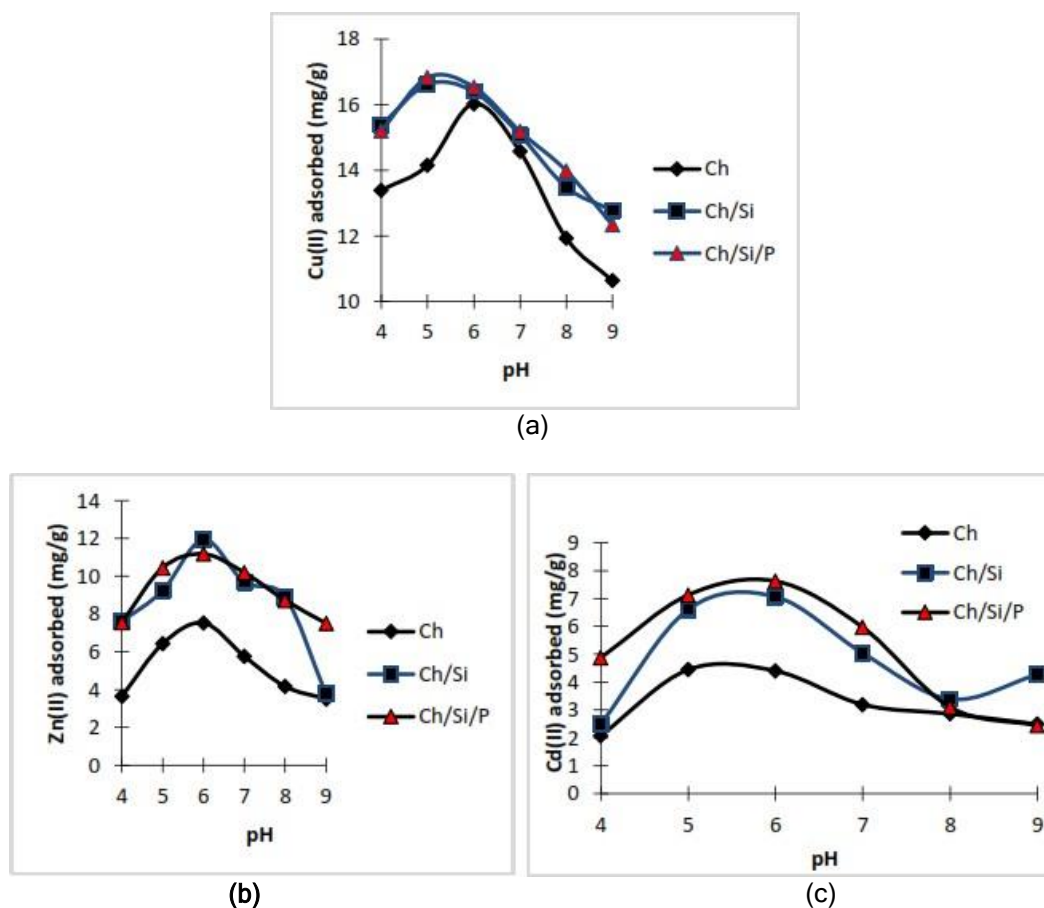 18
16
14
12
10
Cu(II) adsorbed (mg/g)
4 5 6 7 8 9
pH
Ch
Ch/Si
Ch/Si/P
(a)
14
12
10
8
6
4
2
0
Zn(II) adsorbed (mg/g)
4 5 6 7 8 9
pH
Ch
Ch/Si
Ch/Si/P
(b)
9
8
7
6
5
4
3
2
1
0
Cd(II) adsorbed (mg/g)
4 5 6 7 8 9
pH
Ch
Ch/Si
Ch/Si/P
(c)